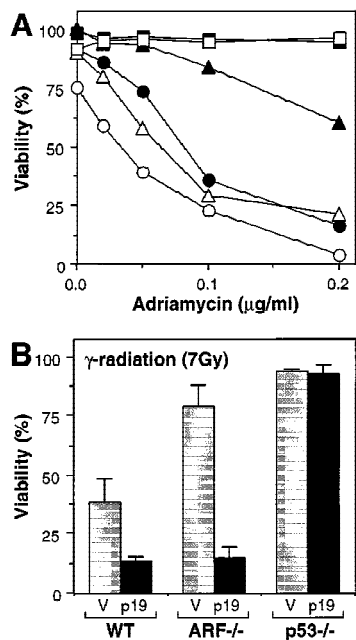 A
Viability (%)
100
75
50
25
0
0.0
0.1
0.2
Adriamycin (µg/ml)
B
γ-radiation (7Gy)
Viability (%)
100
75
50
25
0
V p19 V p19 V p19
WT ARF-/- p53-/-